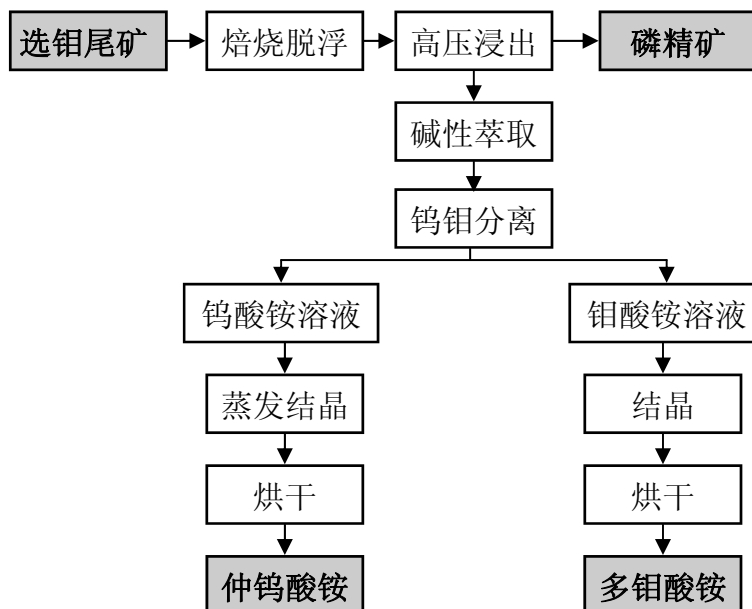 选钼尾矿
焙烧脱浮
高压浸出
磷精矿
碱性萃取
钨钼分离
钨酸铵溶液
钼酸铵溶液
蒸发结晶
结晶
烘干
烘干
仲钨酸铵
多钼酸铵